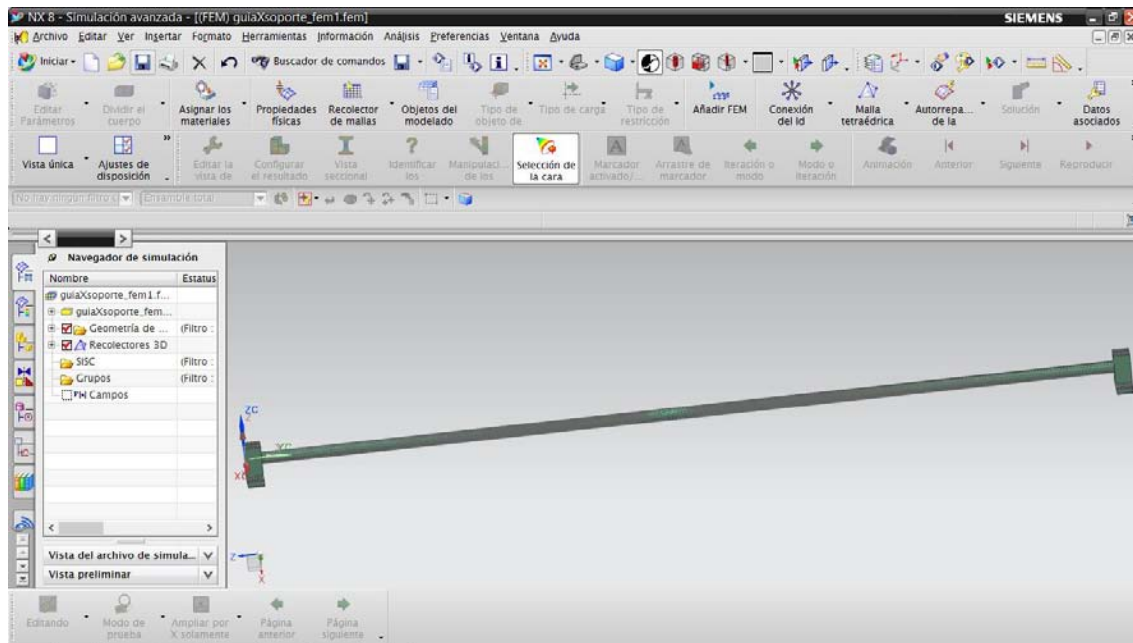 NX 8 - Simulación avanzada - [(FEM) guiaXsoporte_fem1.fem] SIEMENS
Archivo Editar Ver Insertar Formato Herramientas Información Análisis Preferencias Ventana Ayuda
Iniciar Buscador de comandos
Editar Parámetros Dividir el cuerpo Asignar los materiales Propiedades físicas Recolector de mallas Objetos del modelado Tipo de objeto de Tipo de carga Tipo de restricción Añadir FEM Conexión del Id Malla tetraédrica Autorrepa... de la Solución Datos asociados
Vista única Ajustes de disposición Editar la vista de Configurar el resultado Vista seccional Identificar los Manipulaci... de los Selección de la cara Marcador activado/... Arrastre de marcador Iteración o modo Modo o Iteración Animación Anterior Siguiente Reproducir
No hay ningún filtro Ensamble total
Navegador de simulación
Nombre Estatus
guiaXsoporte_fem1.f...
guiaXsoporte_fem...
Geometría de ... (Filtro :
Recolectores 3D
SISC (Filtro :
Grupos (Filtro :
Campos
ZC
YC
Vista del archivo de simula...
Z
X
Vista preliminar
Editando Modo de prueba Ampliar por X solamente Página anterior Página siguiente